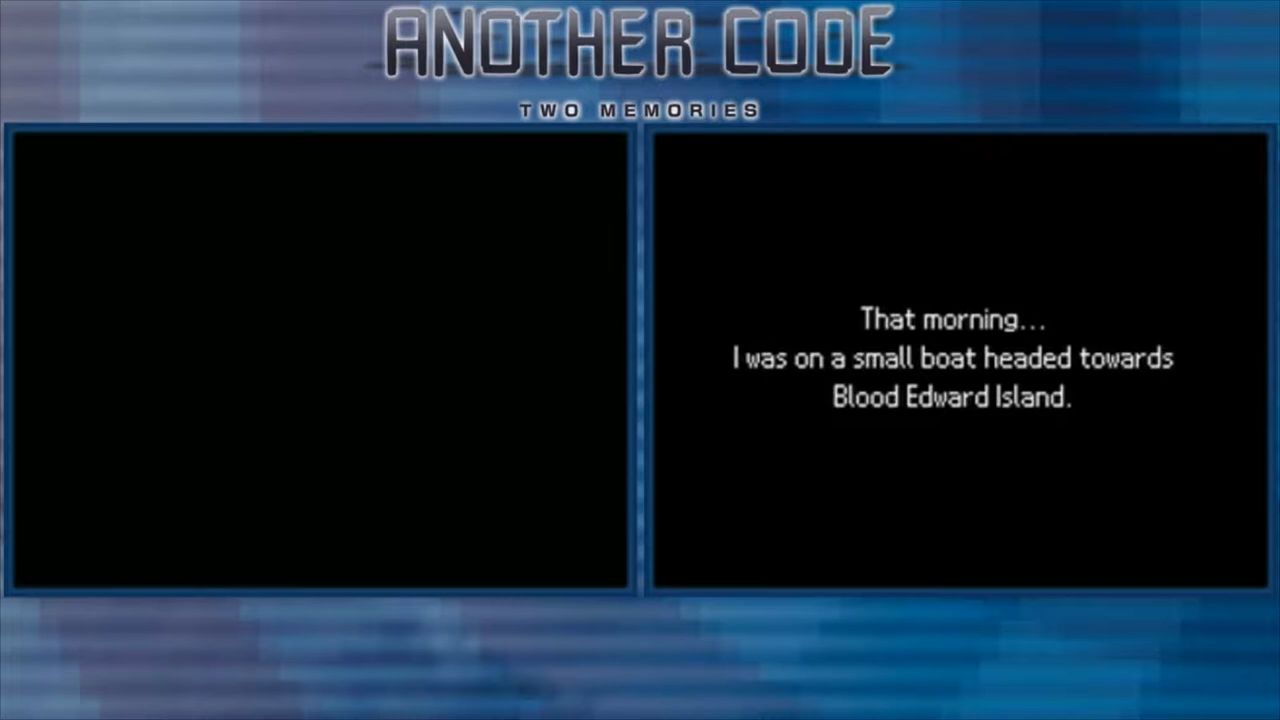 ANOTHER CODE
TWO MEMORIES
That morning...
I was on a small boat headed towards
Blood Edward Island.